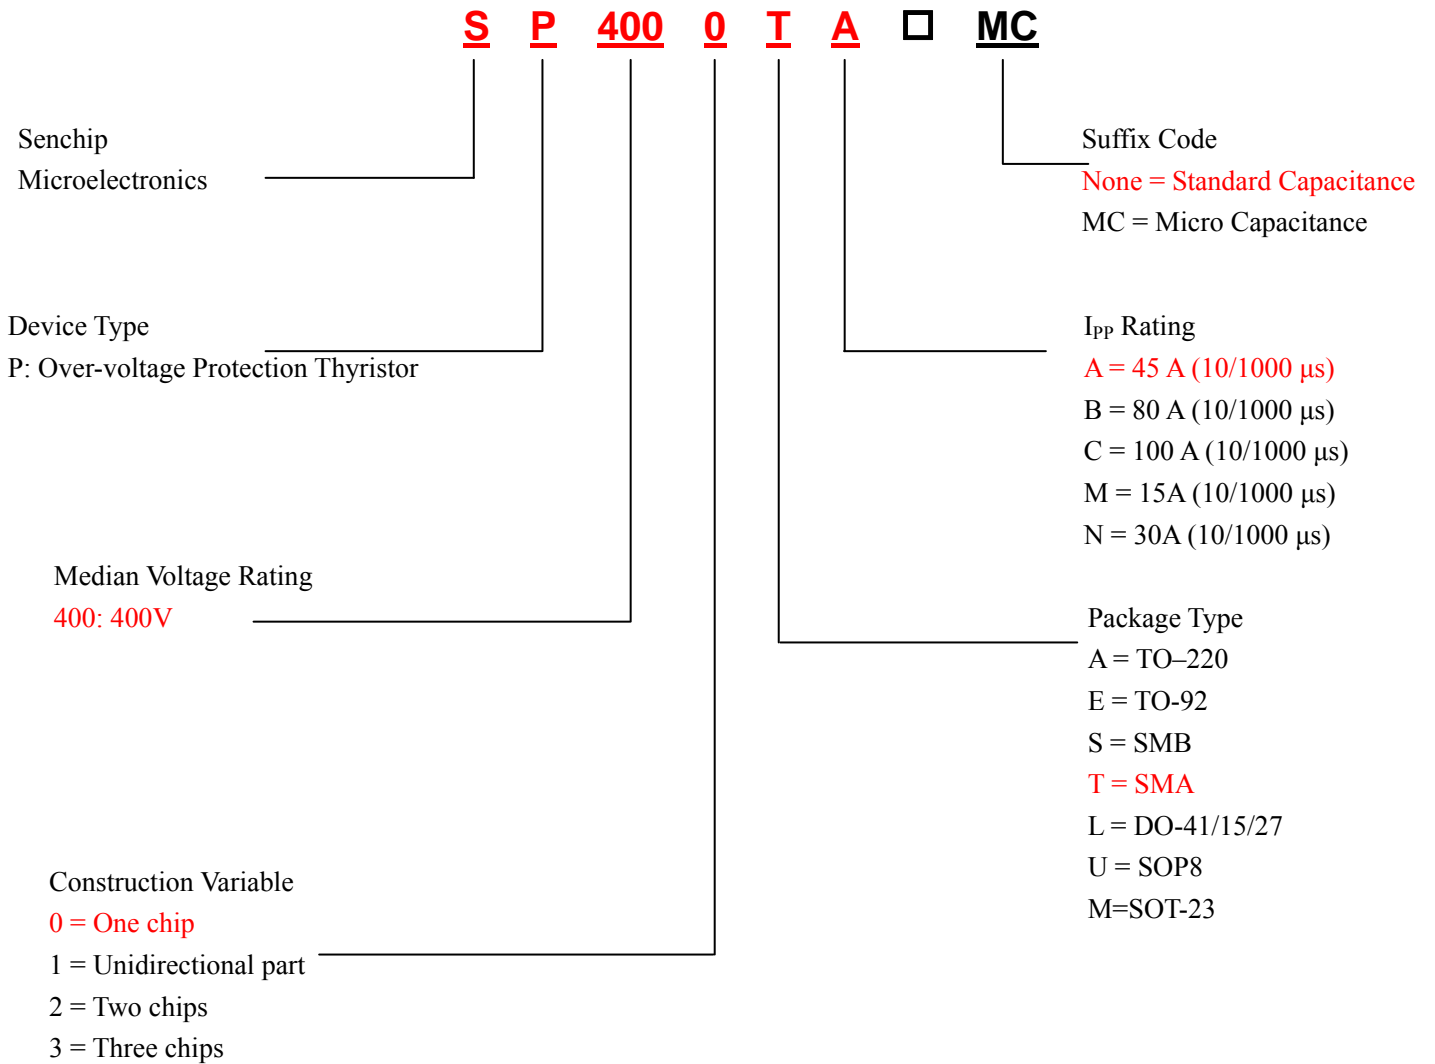 S P 400 0 T A □ MC
Senchip
Microelectronics
Suffix Code
None = Standard Capacitance
MC = Micro Capacitance
Device Type
P: Over-voltage Protection Thyristor
IPP Rating
A = 45 A (10/1000 μs)
B = 80 A (10/1000 μs)
C = 100 A (10/1000 μs)
M = 15A (10/1000 μs)
N = 30A (10/1000 μs)
Median Voltage Rating
400: 400V
Package Type
A = TO–220
E = TO-92
S = SMB
T = SMA
L = DO-41/15/27
U = SOP8
M=SOT-23
Construction Variable
0 = One chip
1 = Unidirectional part
2 = Two chips
3 = Three chips